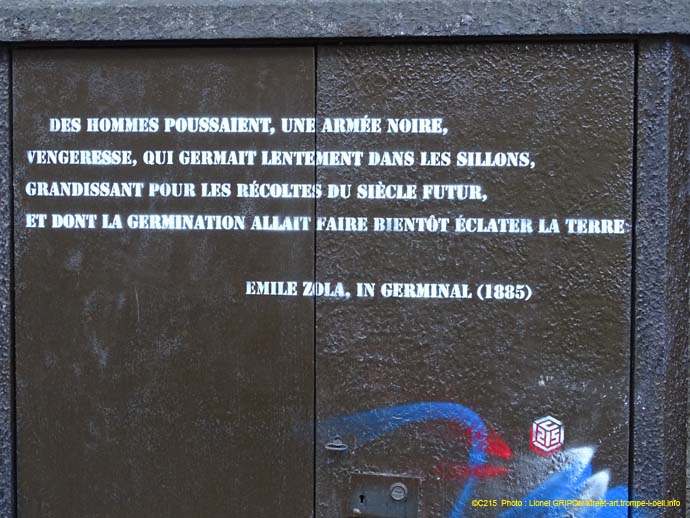 DES HOMMES POUSSAIENT, UNE ARMÉE NOIRE,
VENGERESSE, QUI GERMAIT LENTEMENT DANS LES SILLONS,
GRANDISSANT POUR LES RÉCOLTES DU SIÈCLE FUTUR,
ET DONT LA GERMINATION ALLAIT FAIRE BIENTÔT ÉCLATER LA TERRE
EMILE ZOLA, IN GERMINAL (1885)
C215
©C215 Photo : Lionel GRIPON street-art.trompe-l-oeil.info